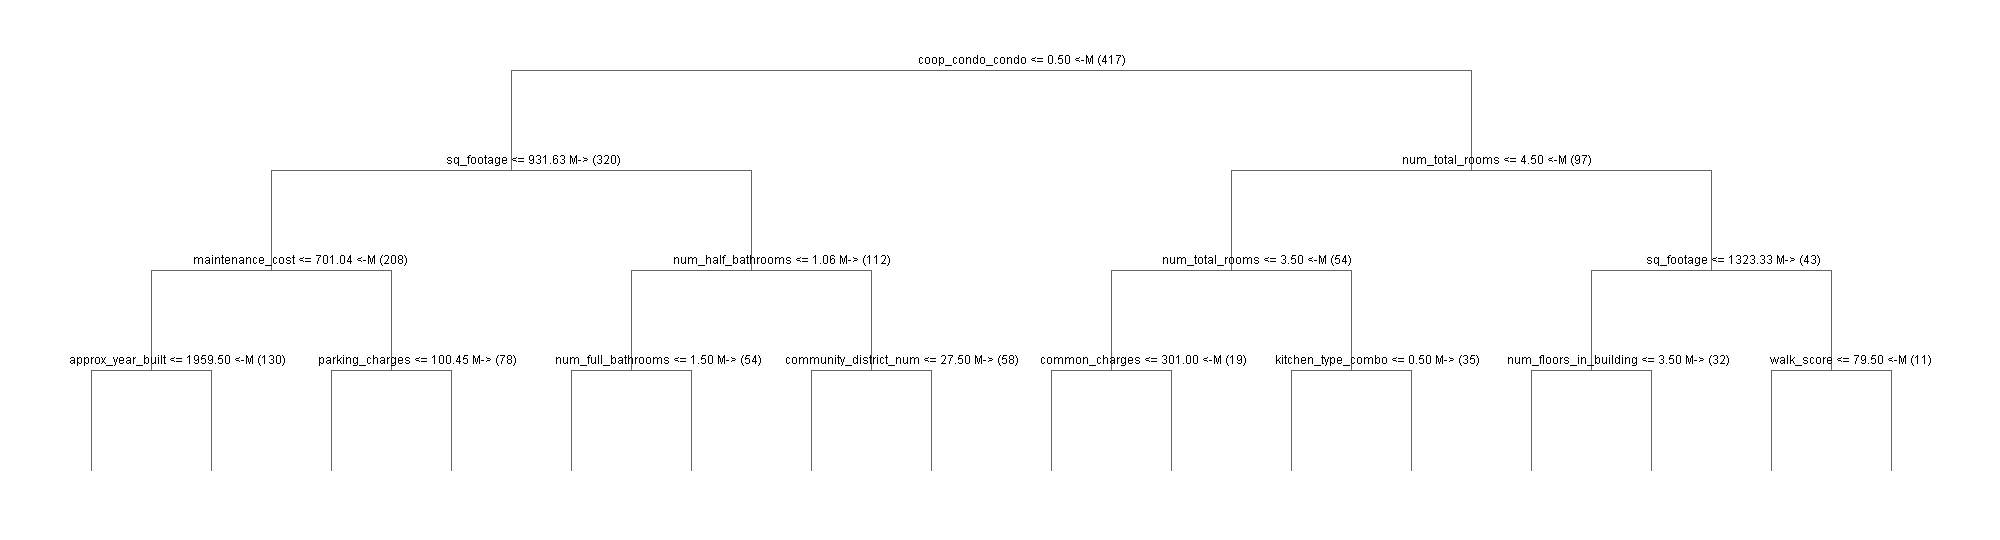 coop_condo_condo <= 0.50 <-M (417)
sq_footage <= 931.63 M-> (320)
num_total_rooms <= 4.50 <-M (97)
maintenance_cost <= 701.04 <-M (208)
num_half_bathrooms <= 1.06 M-> (112)
num_total_rooms <= 3.50 <-M (54)
sq_footage <= 1323.33 M-> (43)
approx_year_built <= 1959.50 <-M (130)
parking_charges <= 100.45 M-> (78)
num_full_bathrooms <= 1.50 M-> (54)
community_district_num <= 27.50 M-> (58)
common_charges <= 301.00 <-M (19)
kitchen_type_combo <= 0.50 M-> (35)
num_floors_in_building <= 3.50 M-> (32)
walk_score <= 79.50 <-M (11)